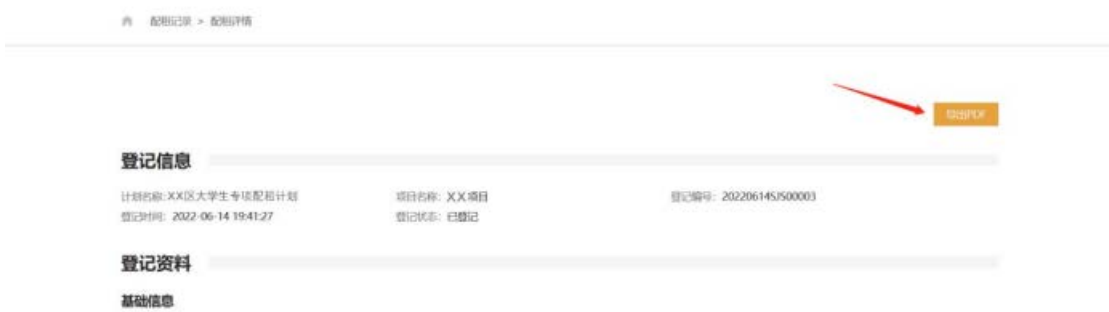 配租记录 > 配租详情
导出PDF
登记信息
计划名称:XX区大学生专项配租计划 项目名称: XX项目 登记编号: 20220614SJS00003
登记时间: 2022-06-14 19:41:27 登记状态: 已登记
登记资料
基础信息